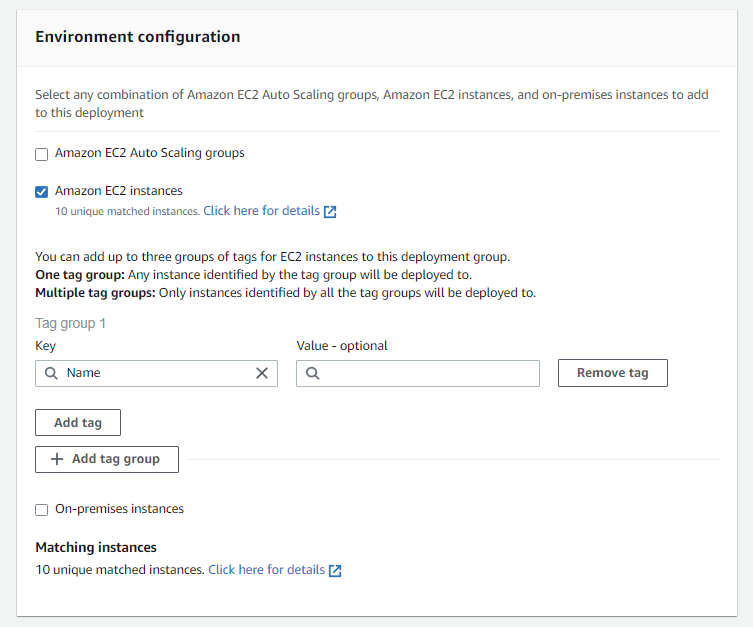 Environment configuration
Select any combination of Amazon EC2 Auto Scaling groups, Amazon EC2 instances, and on-premises instances to add
to this deployment
Amazon EC2 Auto Scaling groups
Amazon EC2 instances
10 unique matched instances. Click here for details
You can add up to three groups of tags for EC2 instances to this deployment group.
One tag group: Any instance identified by the tag group will be deployed to.
Multiple tag groups: Only instances identified by all the tag groups will be deployed to.
Tag group 1
Key Value - optional
Name Remove tag
Add tag
Add tag group
On-premises instances
Matching instances
10 unique matched instances. Click here for details